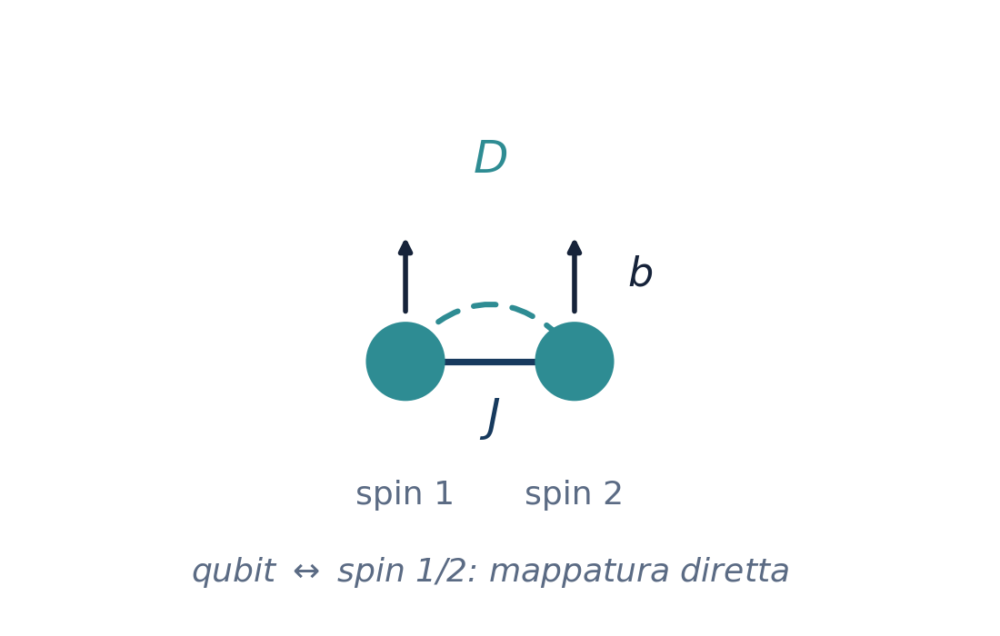 D
b
J
spin 1 spin 2
qubit ↔ spin 1/2: mappatura diretta